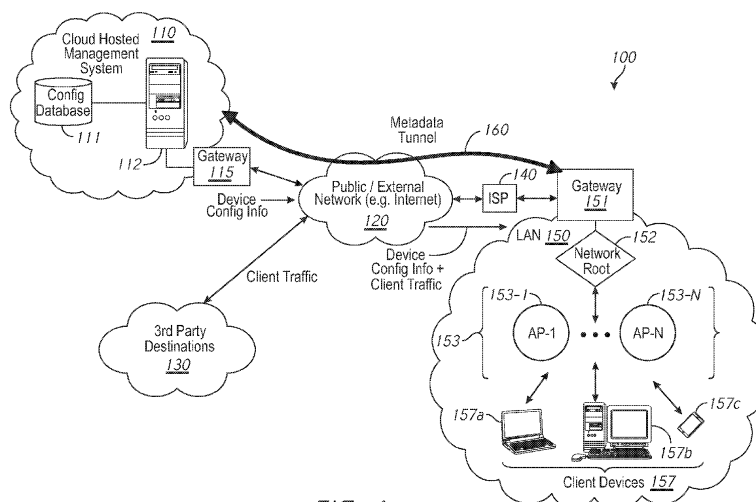 110
Cloud Hosted
Management
System
Config
Database
111
112
Gateway
115
100
Metadata
Tunnel
160
Public / External
Network (e.g. Internet)
120
Device
Config Info
140
ISP
Gateway
151
LAN 150
152
Network
Root
Device
Config Info +
Client Traffic
Client Traffic
3rd Party
Destinations
130
153-1
153-N
153
AP-1
AP-N
157a
157b
157c
Client Devices 157